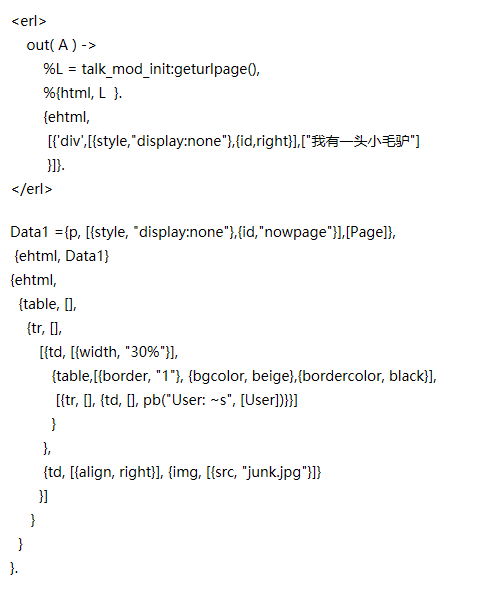 <erl>
out( A ) ->
%L = talk_mod_init:geturlpage(),
%{html, L  }.
{ehtml,
[{'div',[{style,"display:none"},{id,right}],["我有一头小毛驴"]
}]}.
</erl>
Data1 ={p, [{style, "display:none"},{id,"nowpage"}],[Page]},
{ehtml, Data1}
{ehtml,
{table, [],
{tr, [],
[{td, [{width, "30%"}],
{table,[{border, "1"}, {bgcolor, beige},{bordercolor, black}],
[{tr, [], {td, [], pb("User: ~s", [User])}}]
}
},
{td, [{align, right}], {img, [{src, "junk.jpg"}]}
}]
}
}
}.